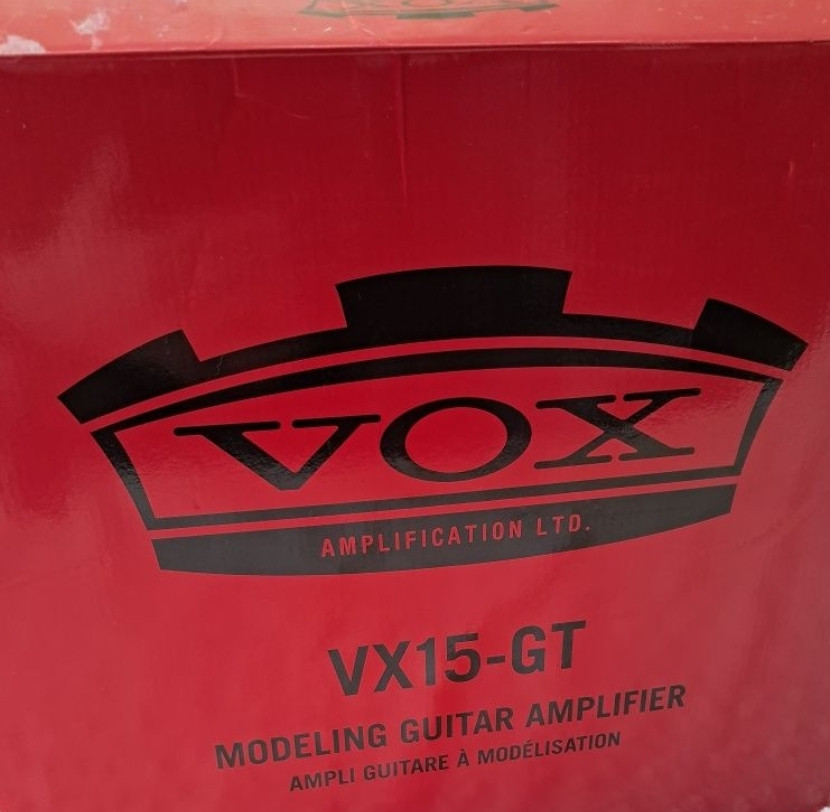 VOX
AMPLIFICATION LTD.
VX15-GT
MODELING GUITAR AMPLIFIER
AMPLI GUITARE À MODÉLISATION